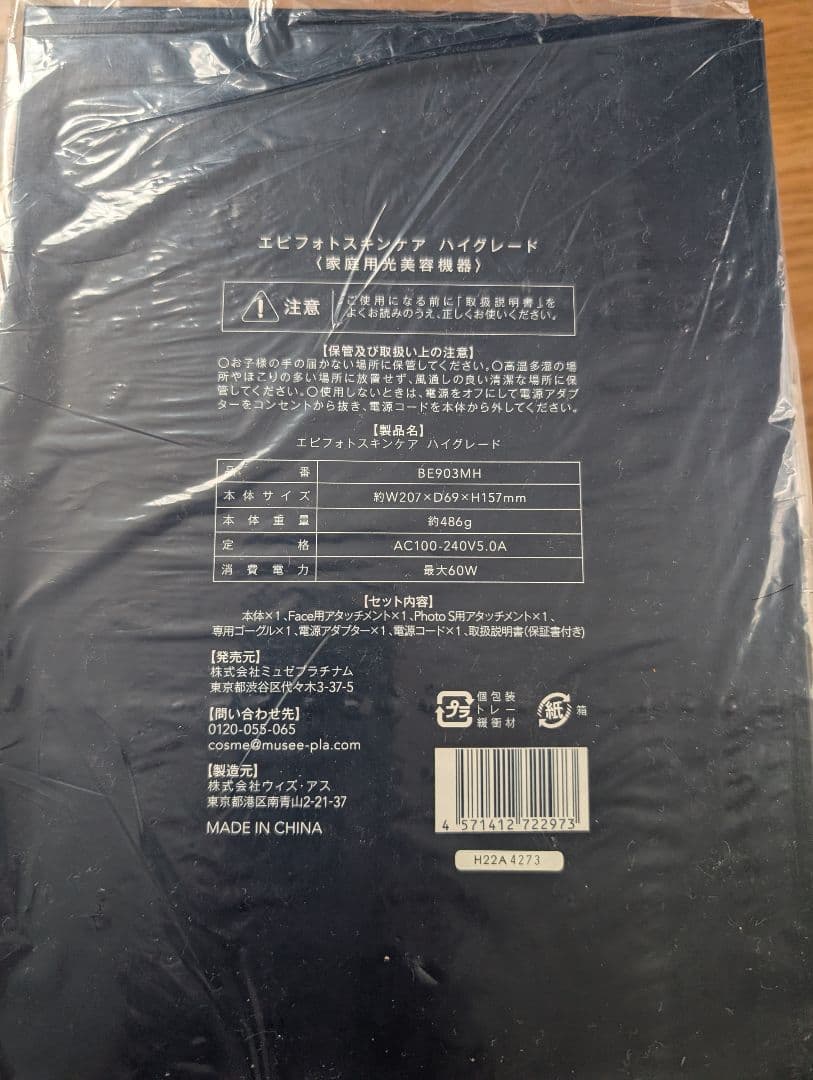 エピフォトスキンケア ハイグレード
〈家庭用光美容機器〉
注意
ご使用になる前に「取扱説明書」を
よくお読みのうえ、正しくお使いください。
【保管及び取扱い上の注意】
○お子様の手の届かない場所に保管してください。○高温多湿の場
所やほこりの多い場所に放置せず、風通しの良い清潔な場所に保
管してください。○使用しないときは、電源をオフにして電源アダプ
ターをコンセントから抜き、電源コードを本体から外してください。
【製品名】
エピフォトスキンケア ハイグレード
品番 BE903MH
本体サイズ 約W207×D69×H157mm
本体重量 約486g
定格 AC100-240V5.0A
消費電力 最大60W
【セット内容】
本体×1、Face用アタッチメント×1、Photo S用アタッチメント×1、
専用ゴーグル×1、電源アダプター×1、電源コード×1、取扱説明書(保証書付き)
【発売元】
株式会社ミュゼプラチナム
東京都渋谷区代々木3-37-5
【問い合わせ先】
0120-055-065
cosme@musee-pla.com
【製造元】
株式会社ウィズ・アス
東京都港区南青山2-21-37
MADE IN CHINA
プラ
個包装
トレー
緩衝材
紙
箱
4 571412 722973
H22A4273